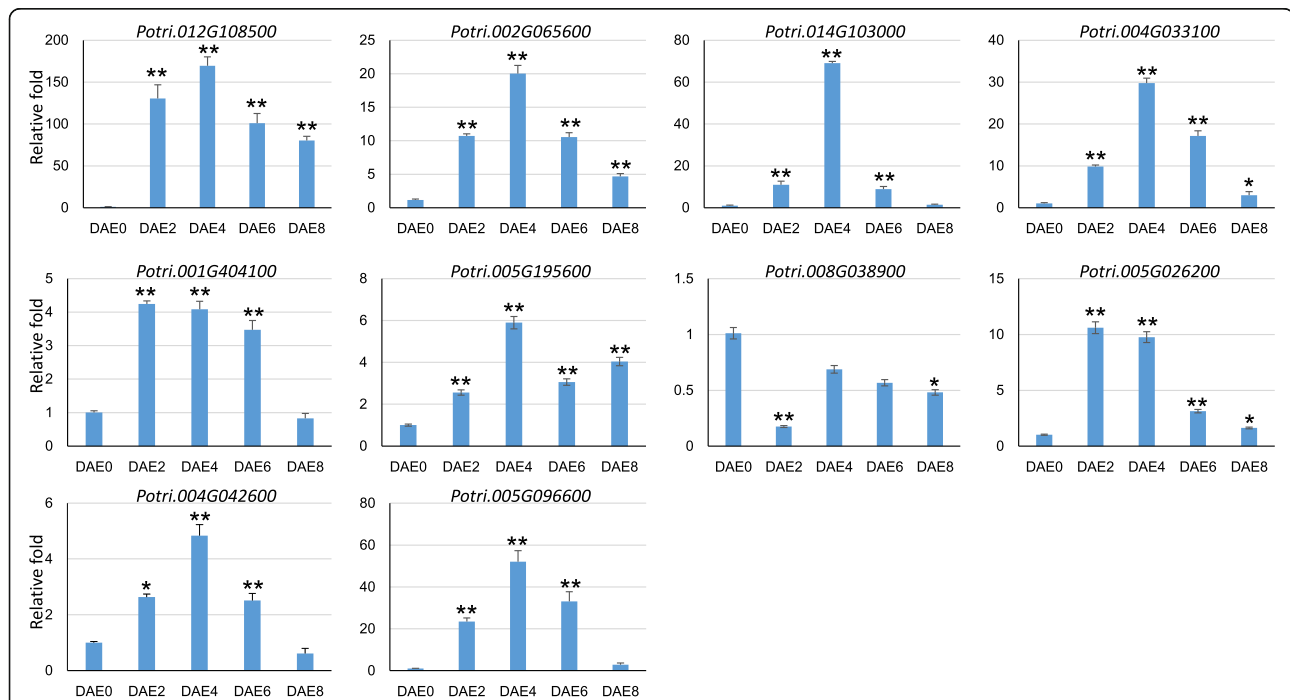 Potri.012G108500
Potri.002G065600
Potri.014G103000
Potri.004G033100
Relative fold
200
150
100
50
0
** ** ** **
DAE0 DAE2 DAE4 DAE6 DAE8
25
20
15
10
5
0
** ** ** **
DAE0 DAE2 DAE4 DAE6 DAE8
80
60
40
20
0
** ** **
DAE0 DAE2 DAE4 DAE6 DAE8
40
30
20
10
0
** ** ** *
DAE0 DAE2 DAE4 DAE6 DAE8
Potri.001G404100
Potri.005G195600
Potri.008G038900
Potri.005G026200
Relative fold
5
4
3
2
1
0
** ** **
DAE0 DAE2 DAE4 DAE6 DAE8
8
6
4
2
0
** ** ** **
DAE0 DAE2 DAE4 DAE6 DAE8
1.5
1
0.5
0
** *
DAE0 DAE2 DAE4 DAE6 DAE8
15
10
5
0
** ** ** *
DAE0 DAE2 DAE4 DAE6 DAE8
Potri.004G042600
Potri.005G096600
Relative fold
6
4
2
0
* ** **
DAE0 DAE2 DAE4 DAE6 DAE8
80
60
40
20
0
** ** **
DAE0 DAE2 DAE4 DAE6 DAE8